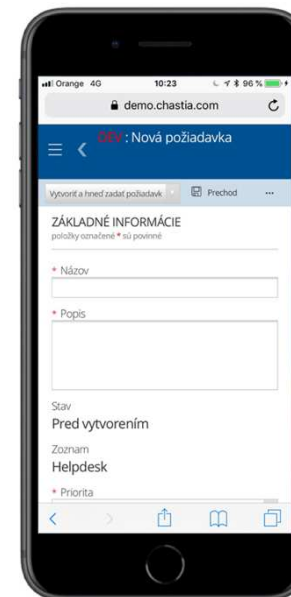 Orange 4G 10:23 96 %
demo.chastia.com
DEV: Nová požiadavka
Vytvoriť a hneď zadať požiadavk
Prechod ...
ZÁKLADNÉ INFORMÁCIE
položky označené * sú povinné
* Názov
* Popis
Stav
Pred vytvorením
Zoznam
Helpdesk
* Priorita